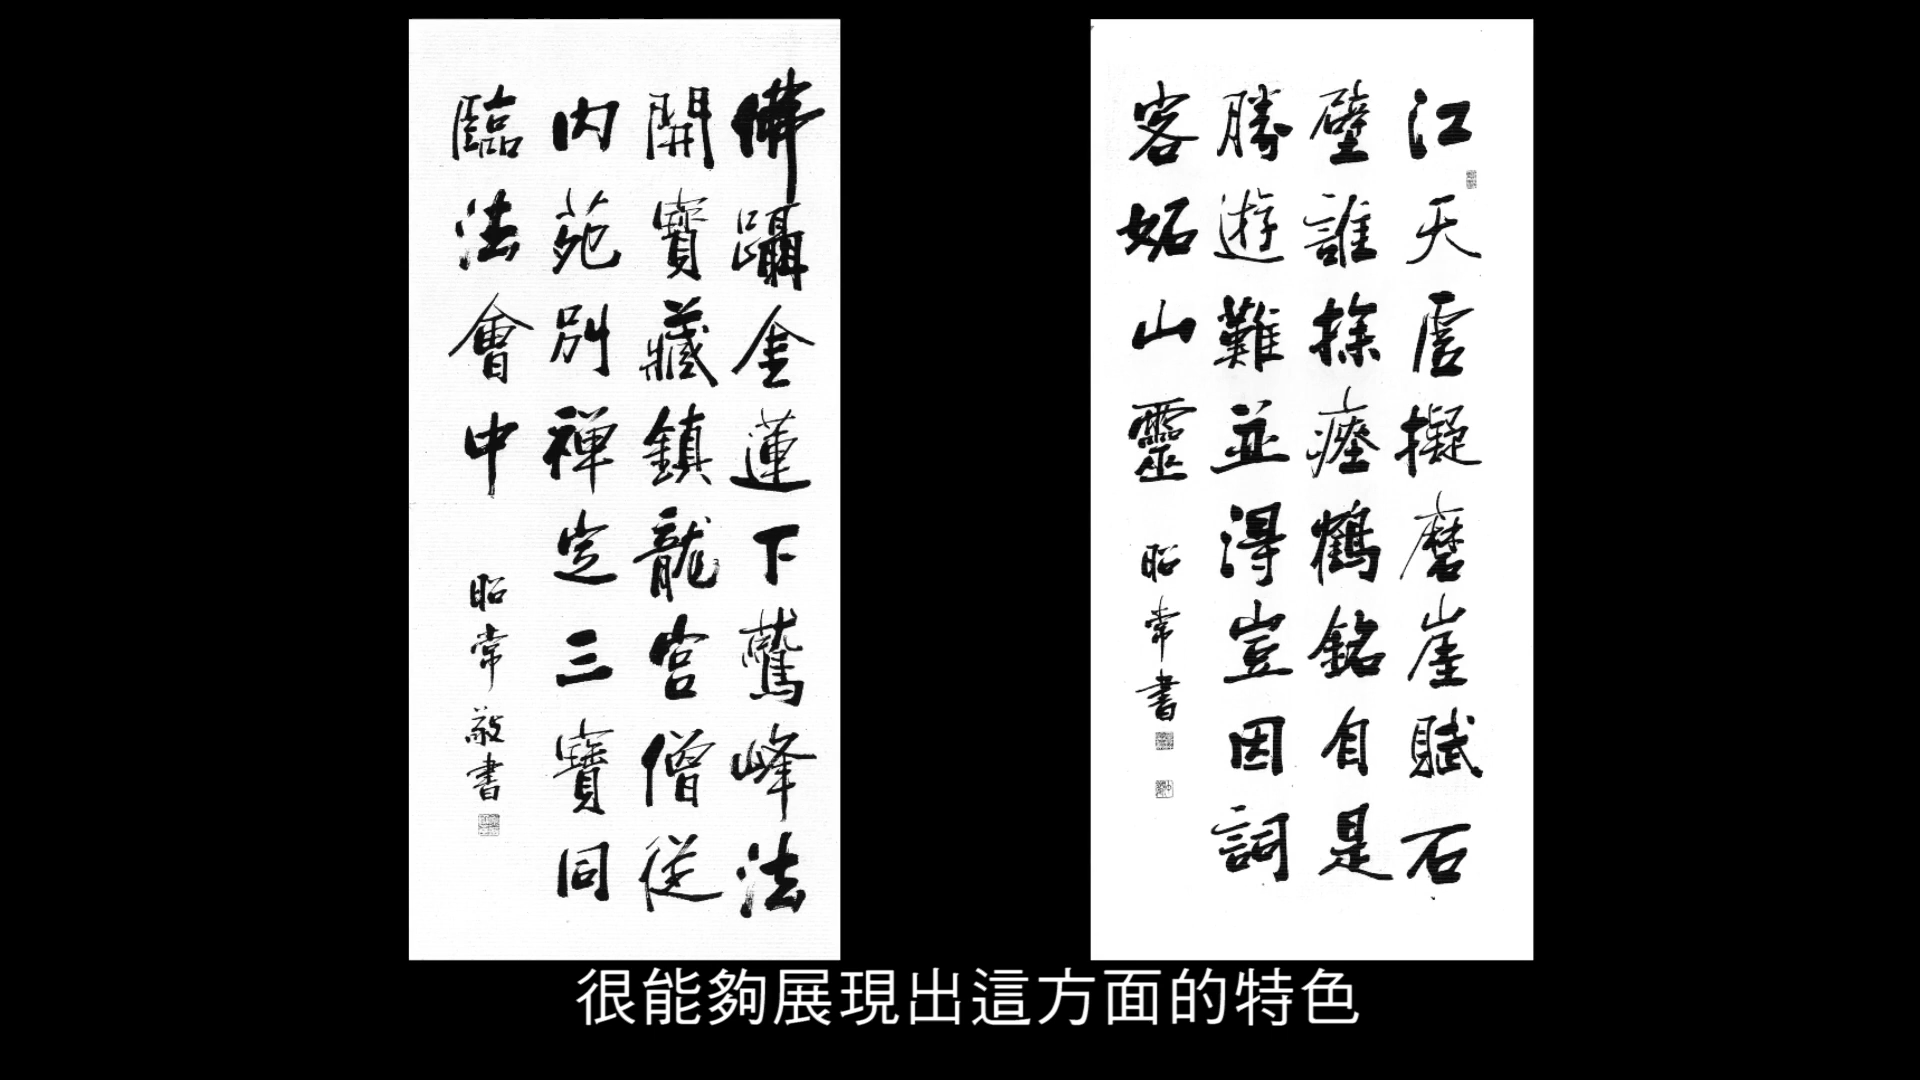 佛躡金蓮下鷲峰法
開寶藏鎮龍宮僧從
内苑別禅定三寶同
臨法會中
昭常敬書
江天虛擬磨崖賦石
壁誰探瘞鶴銘自是
勝遊難並得豈因詞
客妬山靈
昭常書
很能夠展現出這方面的特色